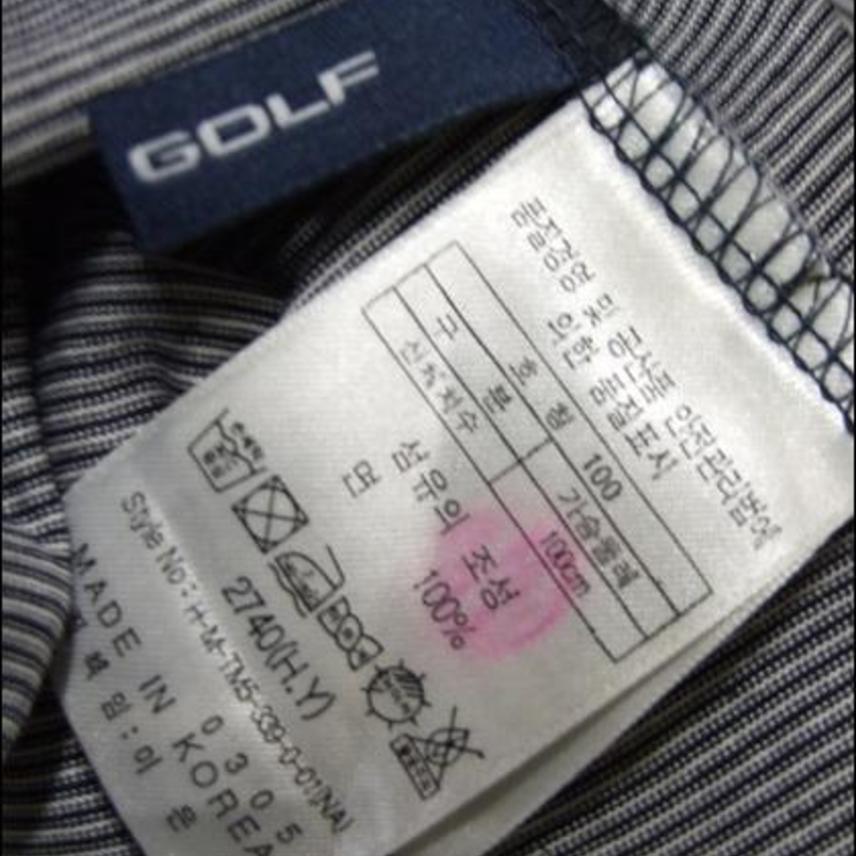 GOLF
품질경영 및 공산품 안전관리법에
의한 품질표시
호 칭 100
구 분 가슴둘레
신체치수 100cm
섬유의 조성
면 100%
2740(H.Y)
Style No : H-M-TM5-339-0-01(NA)
0305
MADE IN KOREA